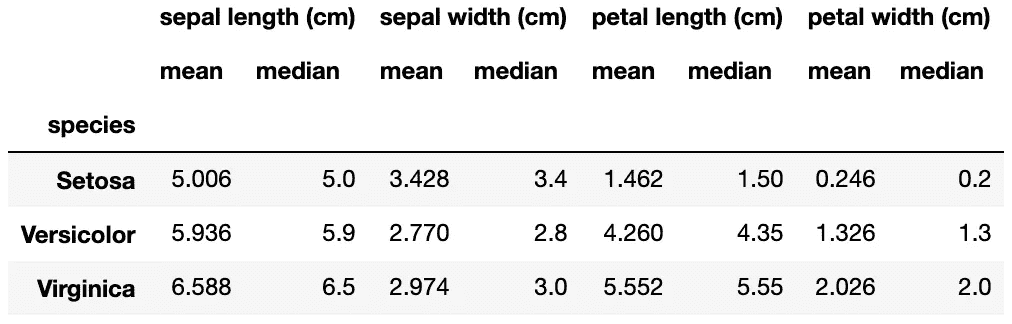 sepal length (cm) sepal width (cm) petal length (cm) petal width (cm)
mean median mean median mean median mean median
species
Setosa 5.006 5.0 3.428 3.4 1.462 1.50 0.246 0.2
Versicolor 5.936 5.9 2.770 2.8 4.260 4.35 1.326 1.3
Virginica 6.588 6.5 2.974 3.0 5.552 5.55 2.026 2.0